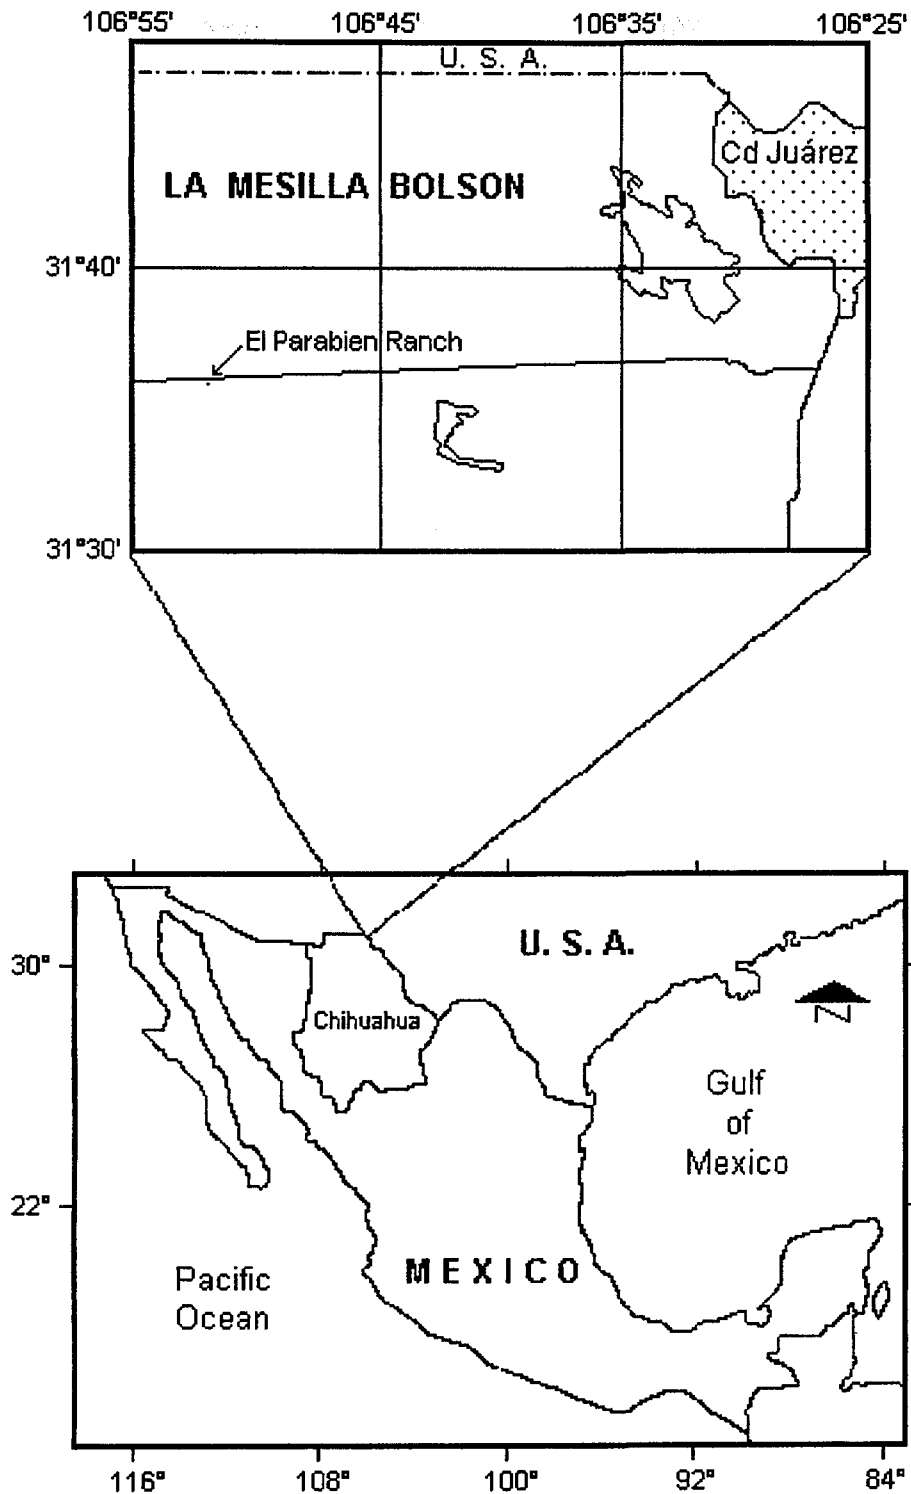 106°55' 106°45' 106°35' 106°25'
U. S. A.
Cd Juárez
LA MESILLA BOLSON
31°40'
El Parabien Ranch
31°30'
U. S. A.
30°
Chihuahua
N
Gulf
of
Mexico
22°
MEXICO
Pacific
Ocean
116° 108° 100° 92° 84°